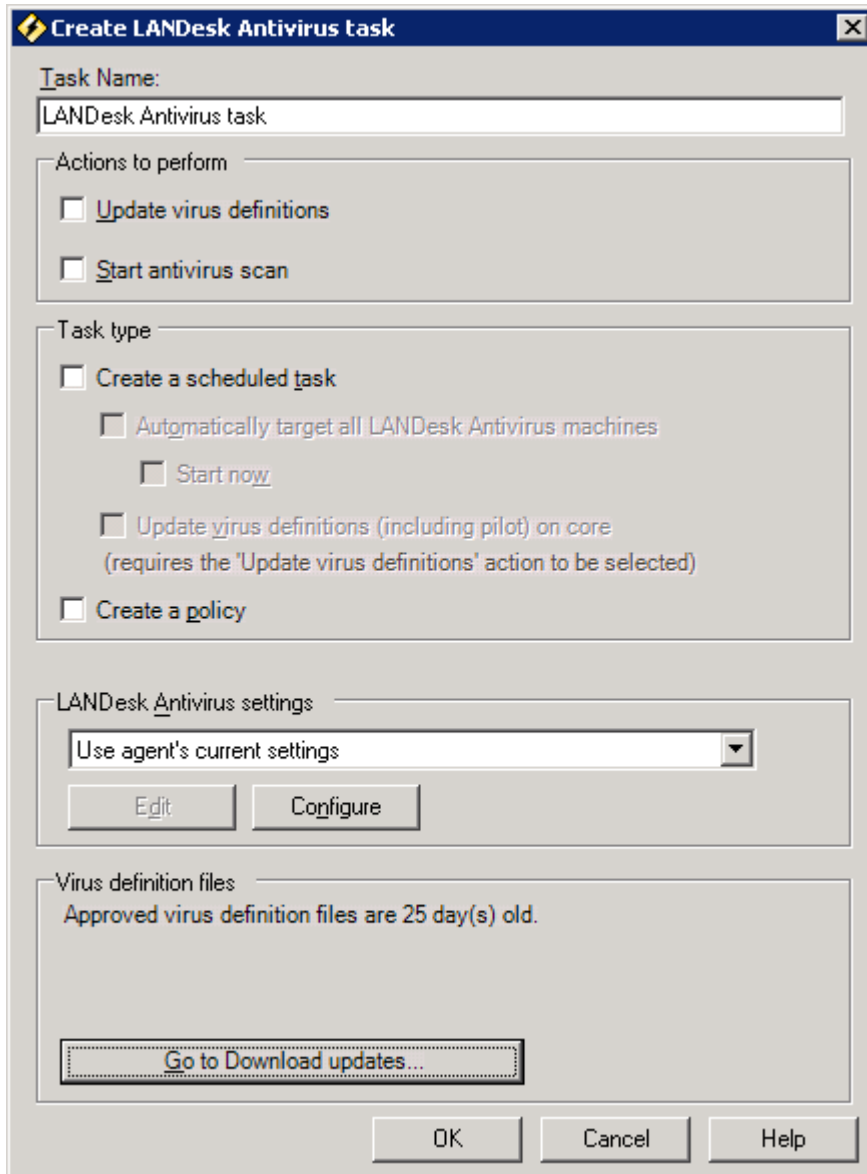 Create LANDesk Antivirus task
Task Name:
LANDesk Antivirus task
Actions to perform
Update virus definitions
Start antivirus scan
Task type
Create a scheduled task
Automatically target all LANDesk Antivirus machines
Start now
Update virus definitions (including pilot) on core
(requires the 'Update virus definitions' action to be selected)
Create a policy
LANDesk Antivirus settings
Use agent's current settings
Edit Configure
Virus definition files
Approved virus definition files are 25 day(s) old.
Go to Download updates...
OK Cancel Help